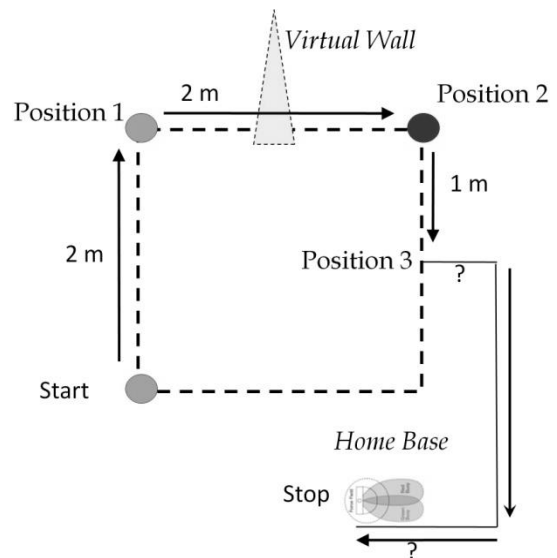 Virtual Wall
2 m
Position 1
Position 2
1 m
2 m
Position 3
?
Start
Home Base
Stop
?